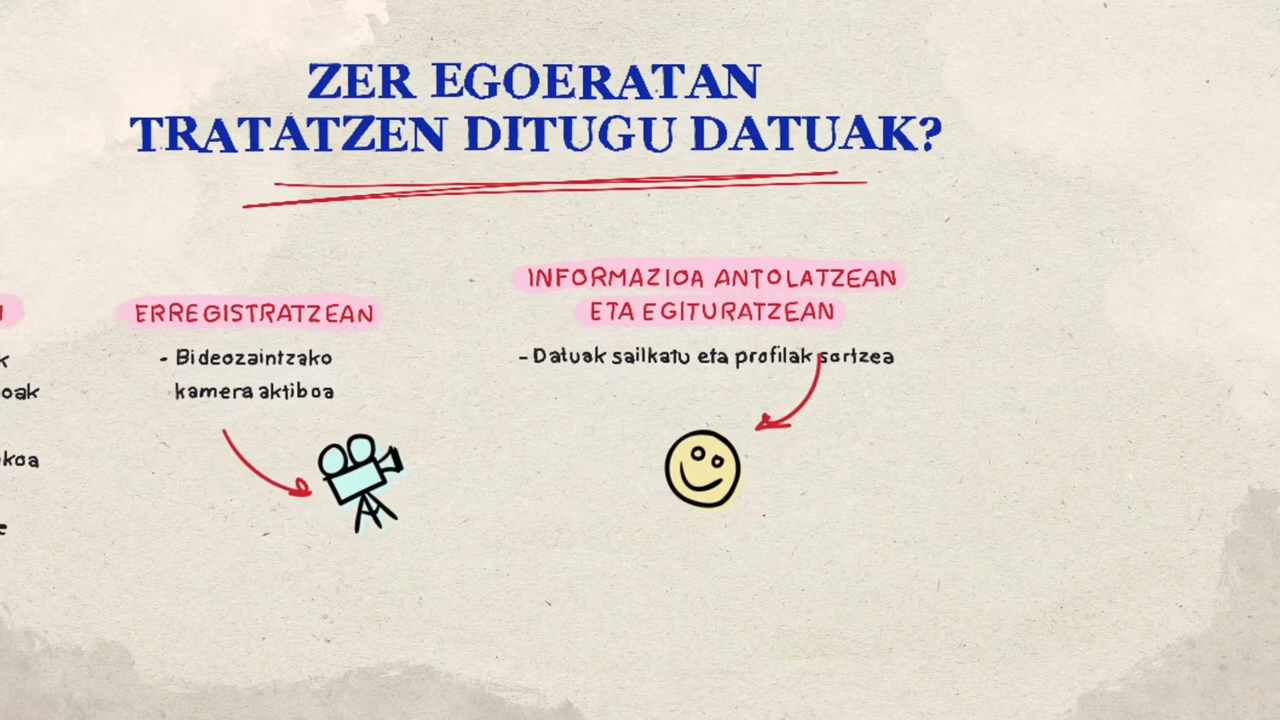 ZER EGOERATAN
TRATATZEN DITUGU DATUAK?
ERREGISTRATZEAN
- Bideozaintzako
kamera aktiboa
INFORMAZIOA ANTOLATZEAN
ETA EGITURATZEAN
- Datuak sailkatu eta profilak sortzea